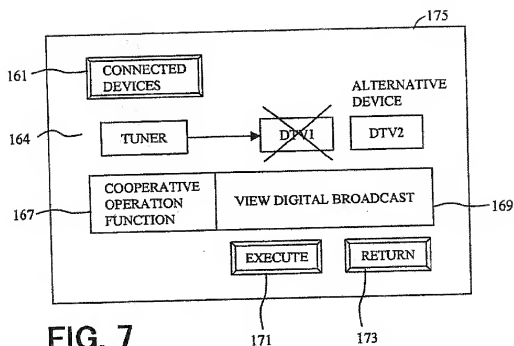 175
161
CONNECTED
DEVICES
ALTERNATIVE
DEVICE
164
TUNER
DTV1
DTV2
167
COOPERATIVE
OPERATION
FUNCTION
VIEW DIGITAL BROADCAST
169
EXECUTE
RETURN
FIG. 7
171
173